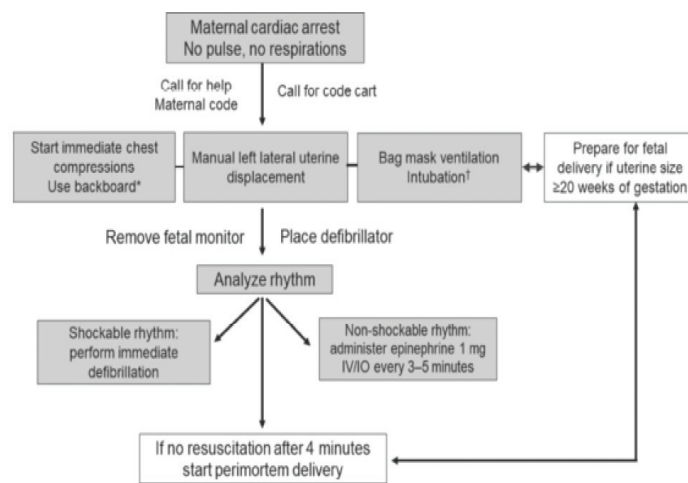 Maternal cardiac arrest
No pulse, no respirations
Call for help
Maternal code
Call for code cart
Start immediate chest
compressions
Use backboard*
Manual left lateral uterine
displacement
Bag mask ventilation
Intubation†
Prepare for fetal
delivery if uterine size
≥20 weeks of gestation
Remove fetal monitor
Place defibrillator
Analyze rhythm
Shockable rhythm:
perform immediate
defibrillation
Non-shockable rhythm:
administer epinephrine 1 mg
IV/IO every 3–5 minutes
If no resuscitation after 4 minutes
start perimortem delivery